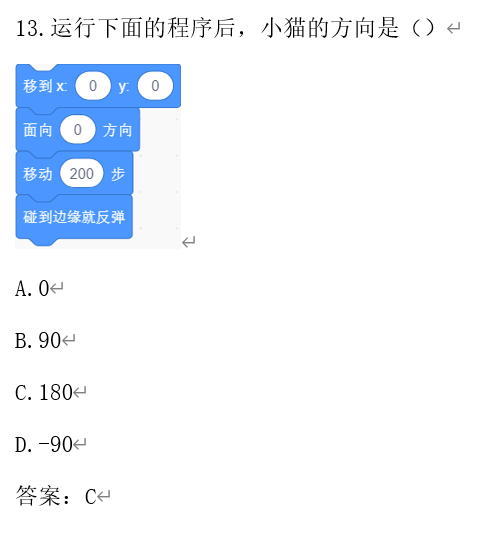 13.运行下面的程序后，小猫的方向是（）
移到 x: 0 y: 0
面向 0 方向
移动 200 步
碰到边缘就反弹
A.0
B.90
C.180
D.-90
答案：C